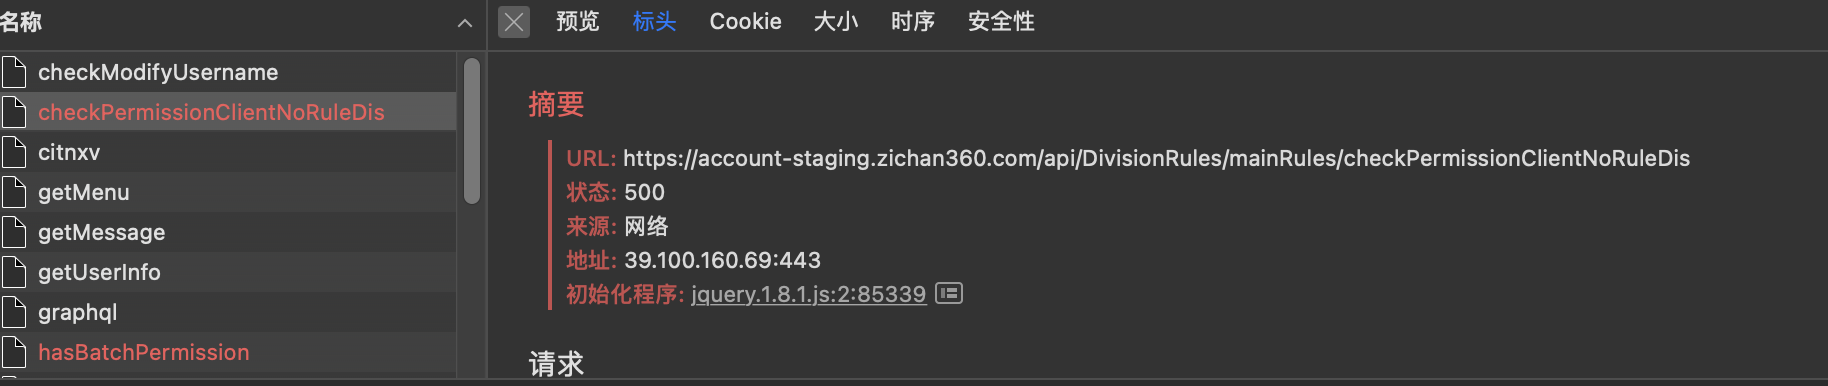 名称
预览 标头 Cookie 大小 时序 安全性
checkModifyUsername
checkPermissionClientNoRuleDis
citnxv
getMenu
getMessage
getUserInfo
graphql
hasBatchPermission
摘要
URL: https://account-staging.zichan360.com/api/DivisionRules/mainRules/checkPermissionClientNoRuleDis
状态: 500
来源: 网络
地址: 39.100.160.69:443
初始化程序: jquery.1.8.1.js:2:85339
请求